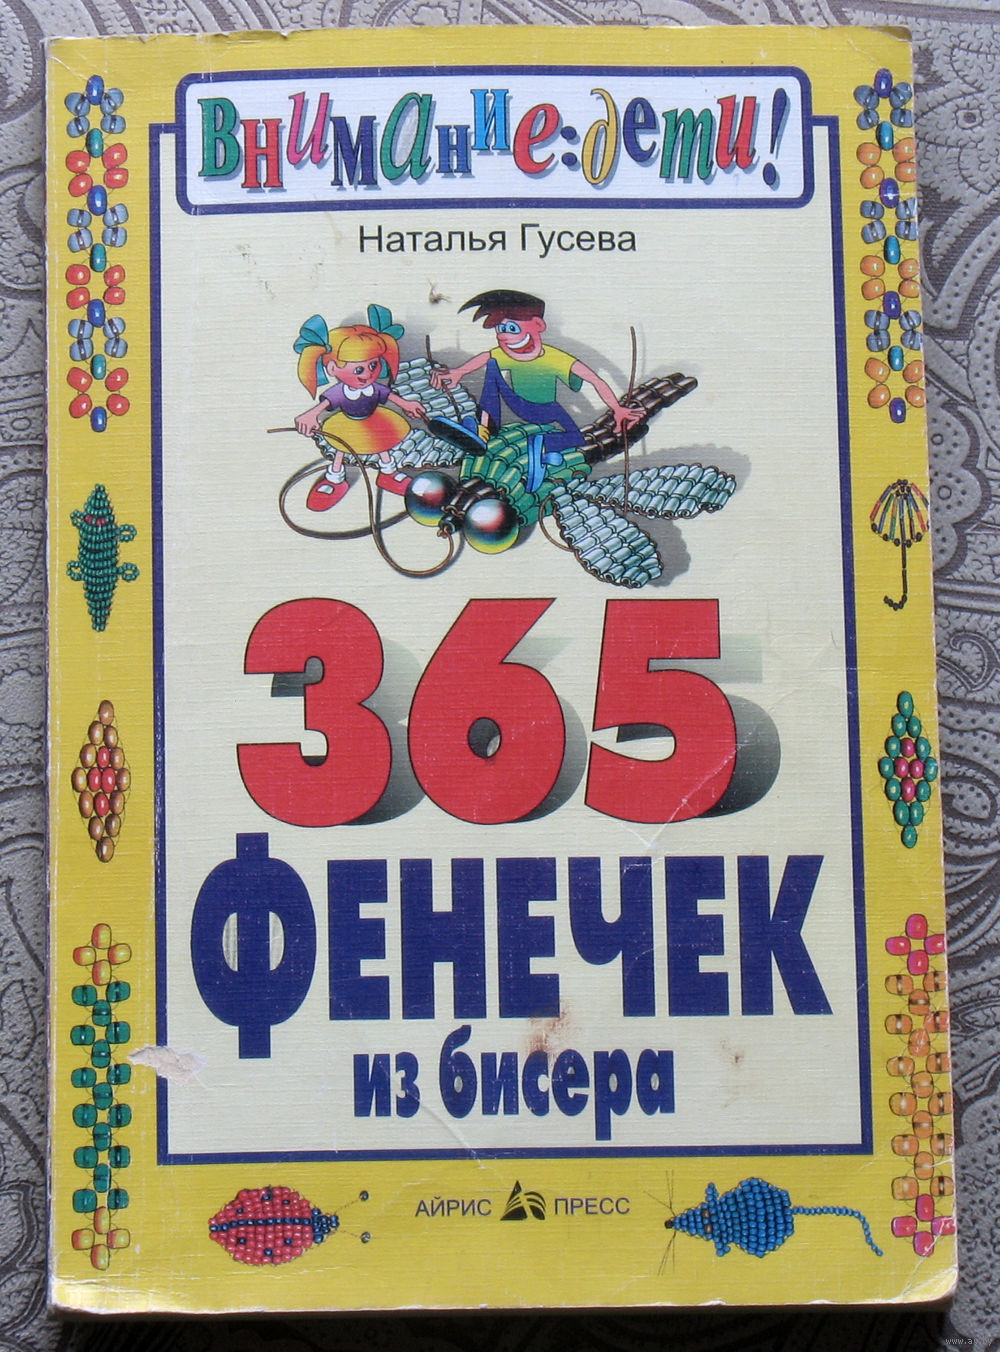 Внимание: дети!
Наталья Гусева
365
ФЕНЕЧЕК
из бисера
АЙРИС ПРЕСС